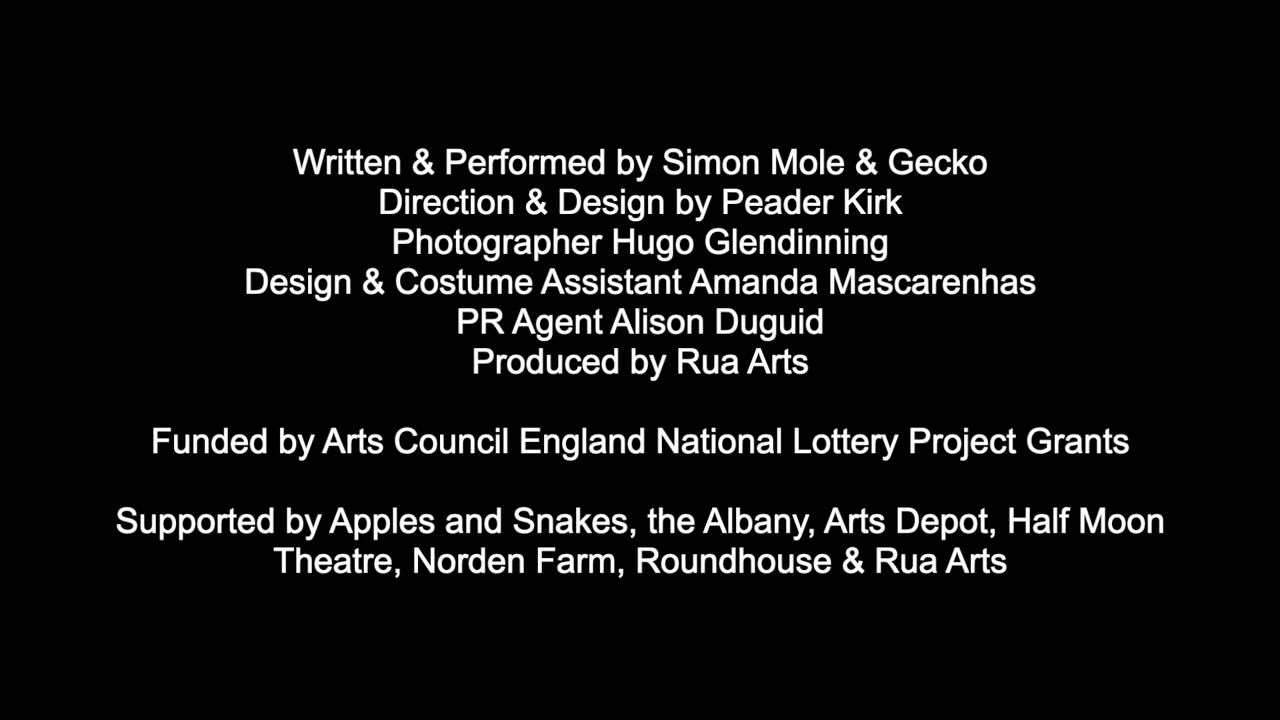 Written & Performed by Simon Mole & Gecko
Direction & Design by Peader Kirk
Photographer Hugo Glendinning
Design & Costume Assistant Amanda Mascarenhas
PR Agent Alison Duguid
Produced by Rua Arts
Funded by Arts Council England National Lottery Project Grants
Supported by Apples and Snakes, the Albany, Arts Depot, Half Moon
Theatre, Norden Farm, Roundhouse & Rua Arts